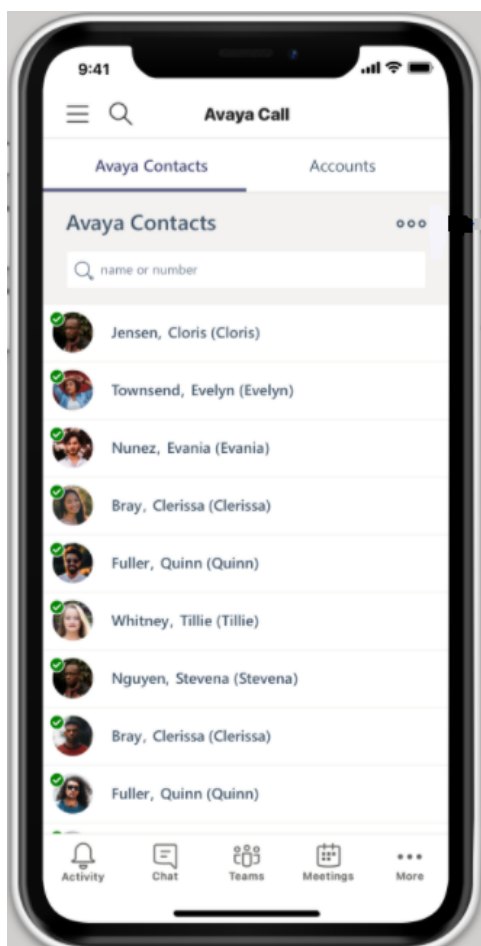 9:41
Avaya Call
Avaya Contacts
Accounts
Avaya Contacts
name or number
Jensen, Cloris (Cloris)
Townsend, Evelyn (Evelyn)
Nunez, Evania (Evania)
Bray, Clerissa (Clerissa)
Fuller, Quinn (Quinn)
Whitney, Tillie (Tillie)
Nguyen, Stevena (Stevena)
Bray, Clerissa (Clerissa)
Fuller, Quinn (Quinn)
Activity
Chat
Teams
Meetings
More